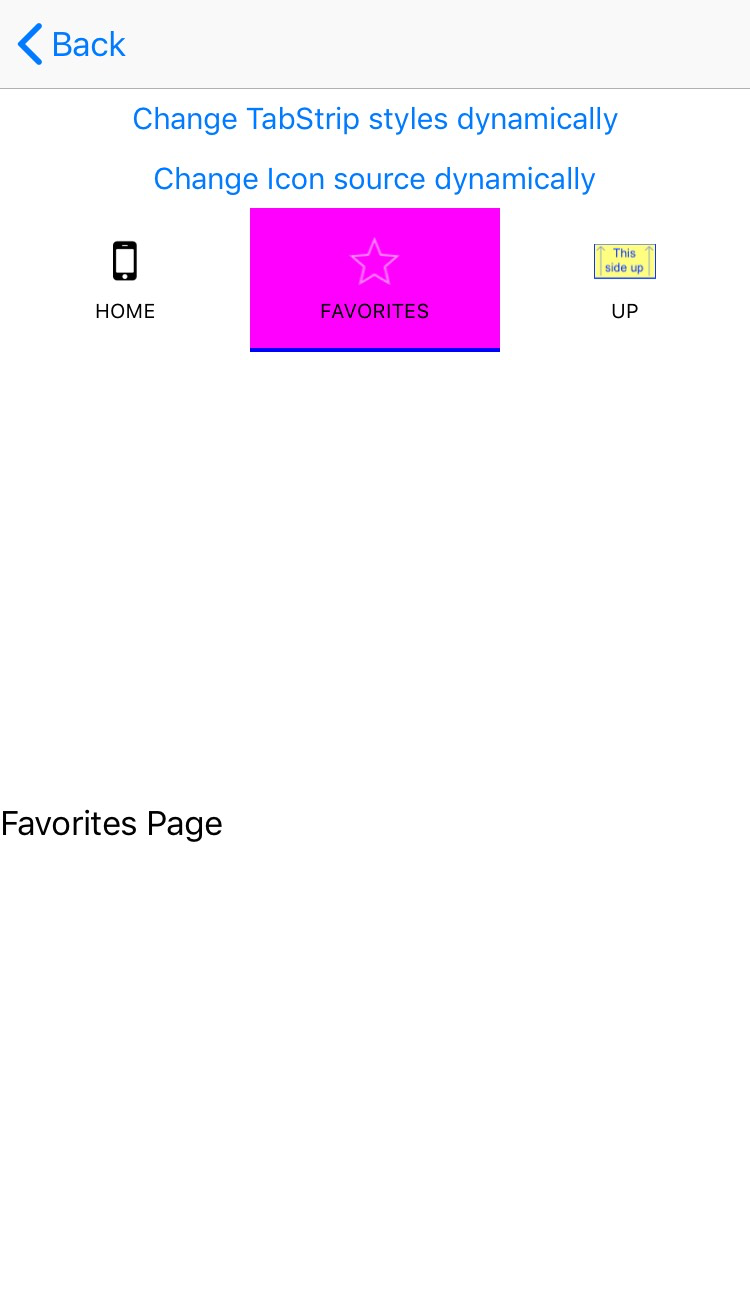 Back
Change TabStrip styles dynamically
Change Icon source dynamically
This
side up
HOME
FAVORITES
UP
Favorites Page